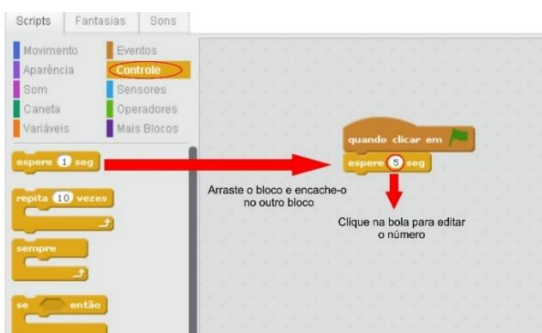 Scripts Fantasias Sons
Movimento Eventos
Aparência Controle
Som Sensores
Caneta Operadores
Variáveis Mais Blocos
espere 1 seg
repita 10 vezes
sempre
se então
Arraste o bloco e encache-o
no outro bloco
quando clicar em
espere 5 seg
Clique na bola para editar
o número